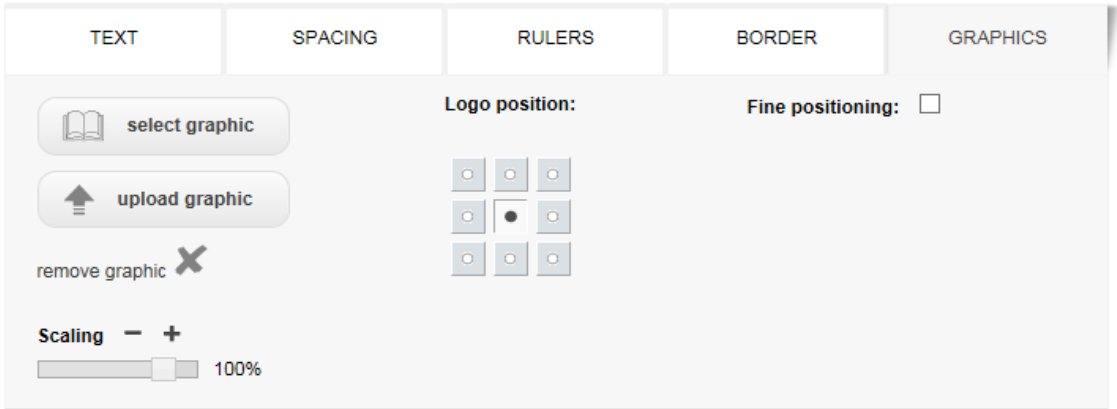 TEXT SPACING RULERS BORDER GRAPHICS
select graphic
upload graphic
remove graphic
Scaling
100%
Logo position:
Fine positioning: